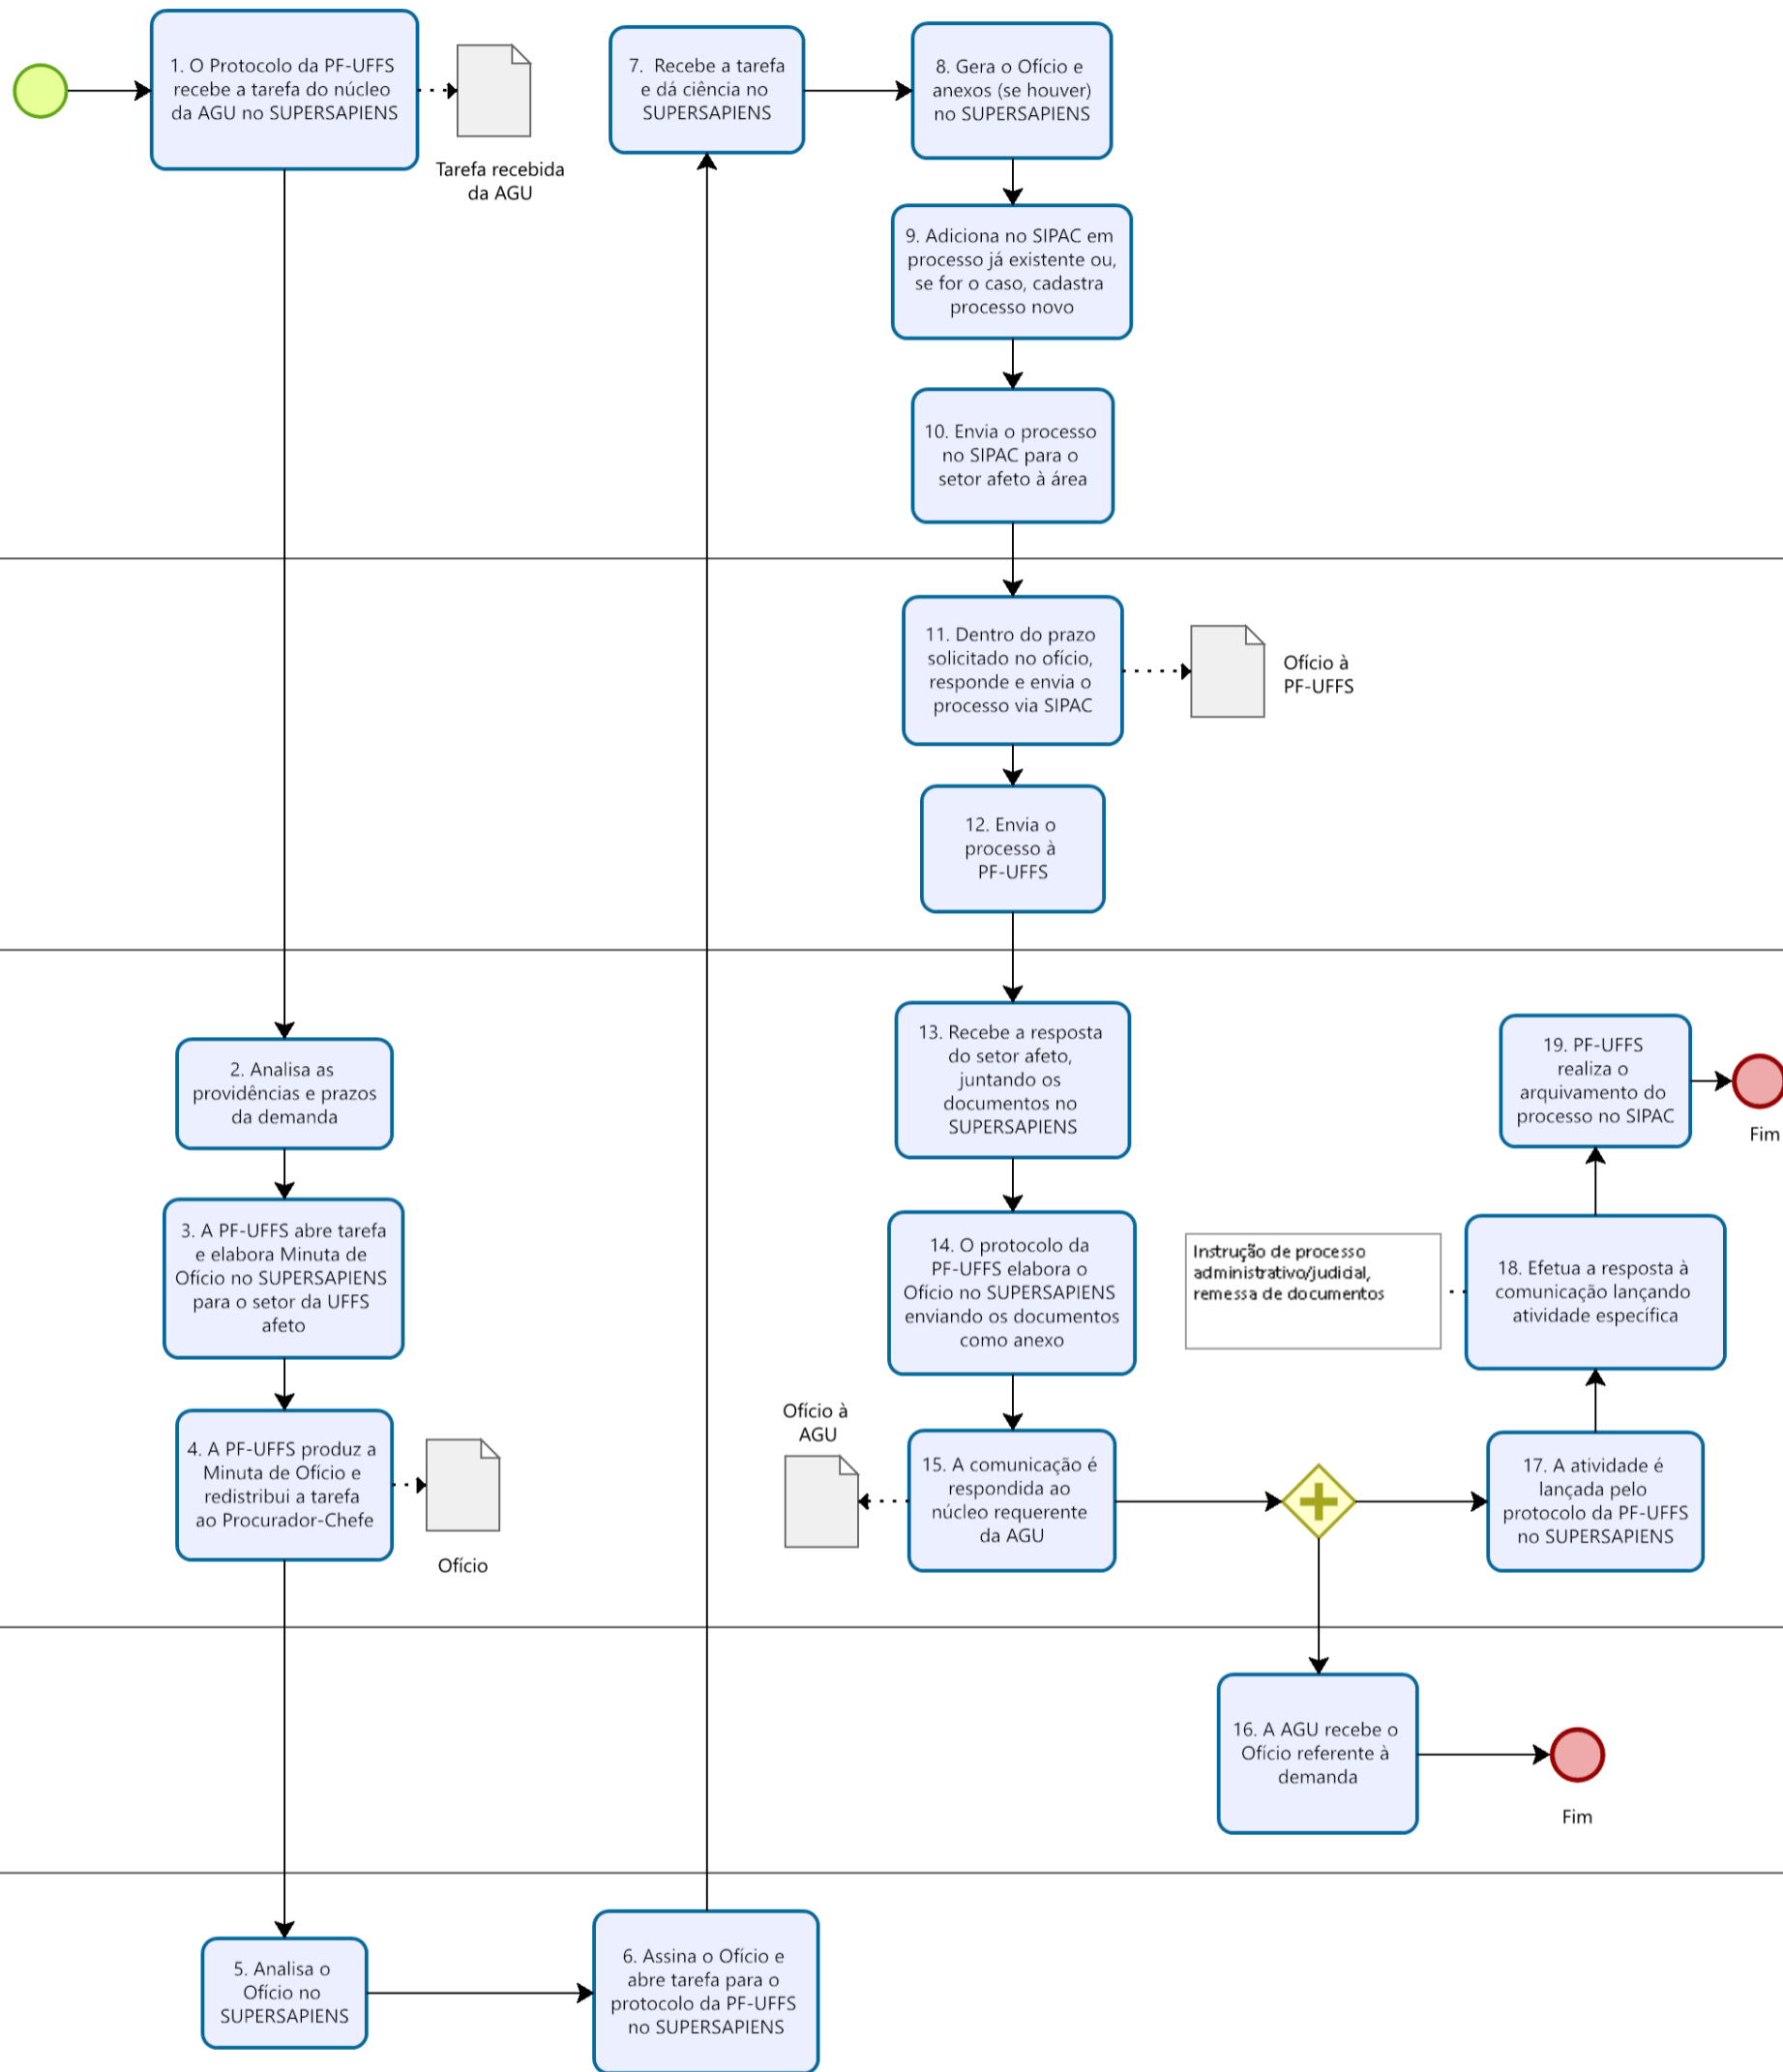 1. O Protocolo da PF-UFFS
recebe a tarefa do núcleo
da AGU no SUPERSAPIENS
Tarefa recebida
da AGU
2. Analisa as
providências e prazos
da demanda
3. A PF-UFFS abre tarefa
e elabora Minuta de
Ofício no SUPERSAPIENS
para o setor da UFFS
afeto
4. A PF-UFFS produz a
Minuta de Ofício e
redistribui a tarefa
ao Procurador-Chefe
Ofício
5. Analisa o
Ofício no
SUPERSAPIENS
6. Assina o Ofício e
abre tarefa para o
protocolo da PF-UFFS
no SUPERSAPIENS
7. Recebe a tarefa
e dá ciência no
SUPERSAPIENS
8. Gera o Ofício e
anexos (se houver)
no SUPERSAPIENS
9. Adiciona no SIPAC em
processo já existente ou,
se for o caso, cadastra
processo novo
10. Envia o processo
no SIPAC para o
setor afeto à área
11. Dentro do prazo
solicitado no ofício,
responde e envia o
processo via SIPAC
Ofício à
PF-UFFS
12. Envia o
processo à
PF-UFFS
13. Recebe a resposta
do setor afeto,
juntando os
documentos no
SUPERSAPIENS
14. O protocolo da
PF-UFFS elabora o
Ofício no SUPERSAPIENS
enviando os documentos
como anexo
15. A comunicação é
respondida ao
núcleo requerente
da AGU
Ofício à
AGU
16. A AGU recebe o
Ofício referente à
demanda
Fim
17. A atividade é
lançada pelo
protocolo da PF-UFFS
no SUPERSAPIENS
18. Efetua a resposta à
comunicação lançando
atividade específica
Instrução de processo
administrativo/judicial,
remessa de documentos
19. PF-UFFS
realiza o
arquivamento do
processo no SIPAC
Fim